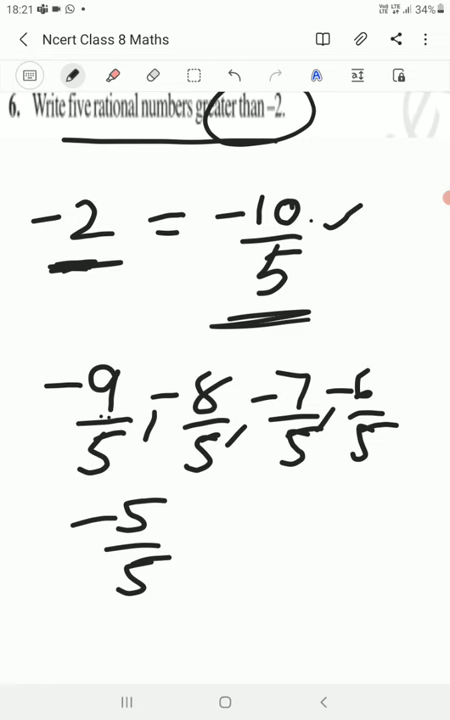 18:21 34%
Ncert Class 8 Maths
6. Write five rational numbers greater than –2.
-2 = -10/5
-9/5, -8/5, -7/5, -6/5
-5/5